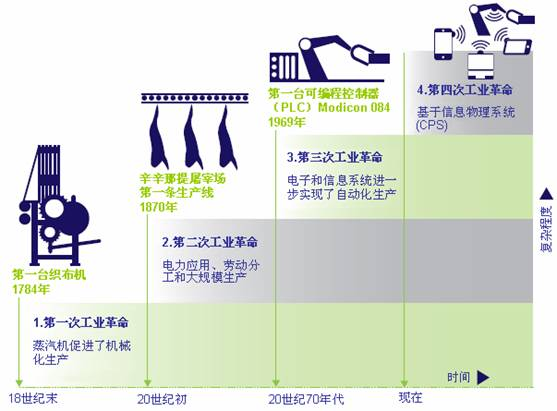 第一台织布机
1784年
1.第一次工业革命
蒸汽机促进了机械
化生产
辛辛那提屠宰场
第一条生产线
1870年
2.第二次工业革命
电力应用、劳动分
工和大规模生产
第一台可编程控制器
（PLC）Modicon 084
1969年
3.第三次工业革命
电子和信息系统进一
步实现了自动化生产
4.第四次工业革命
基于信息物理系统
(CPS)
复杂程度
时间
18世纪末
20世纪初
20世纪70年代
现在